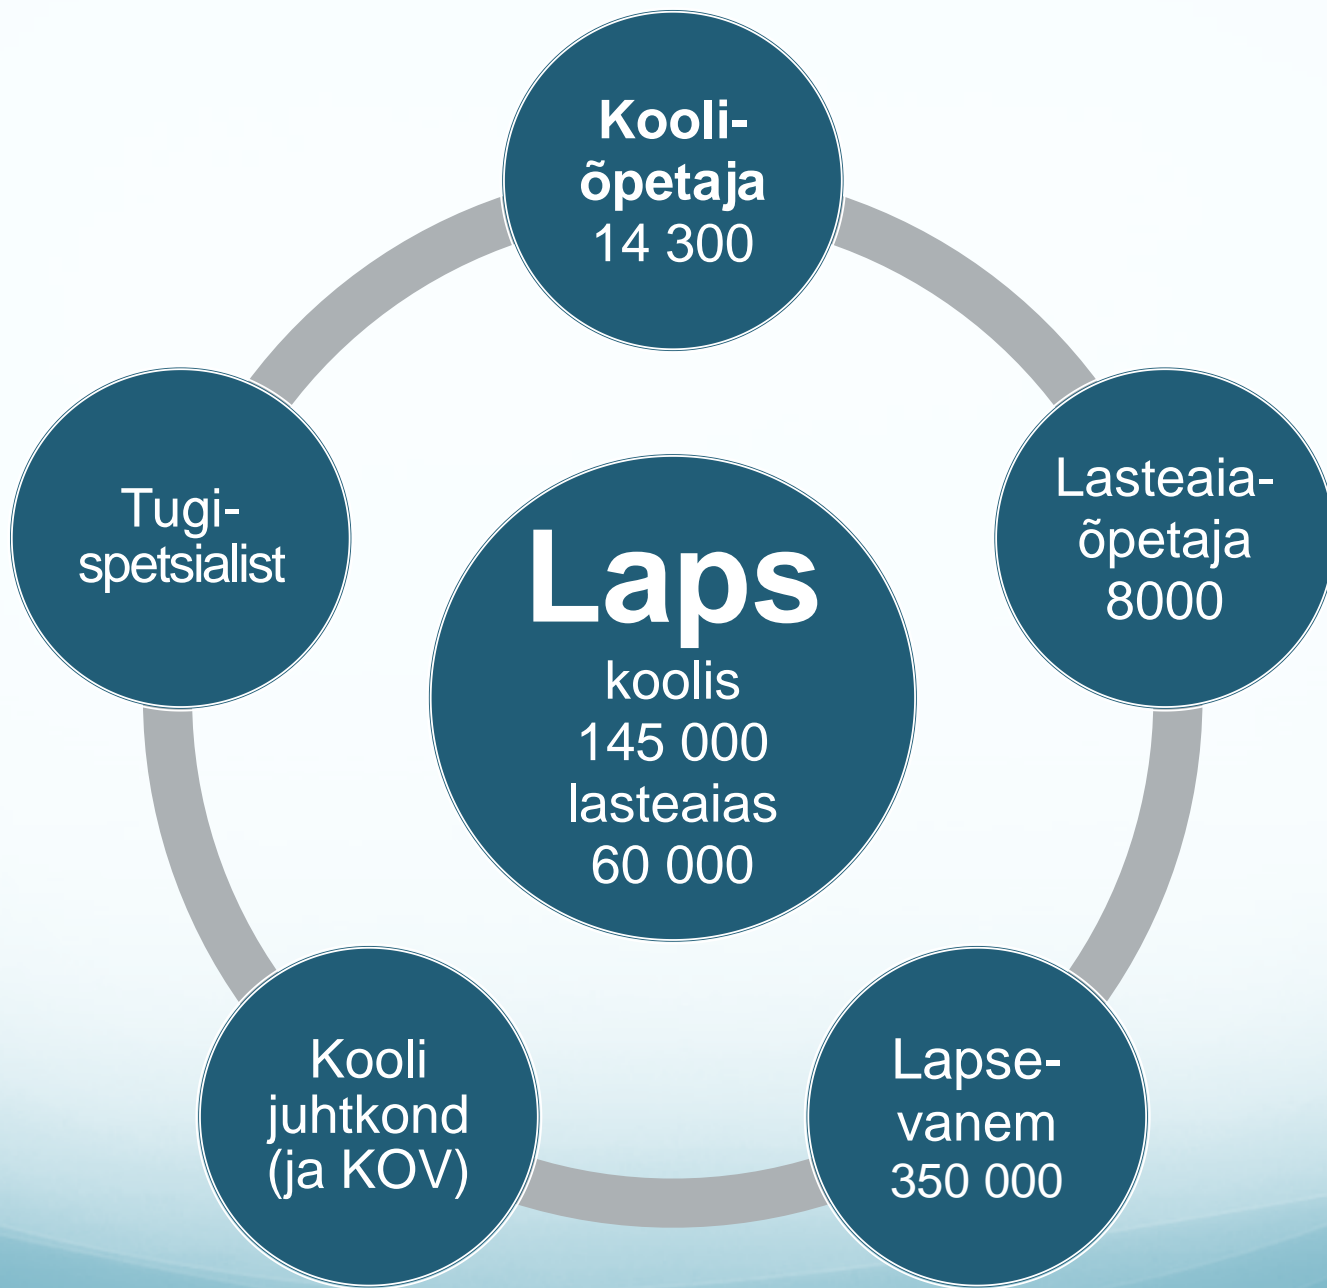 Kooli-
õpetaja
14 300
Lasteaia-
õpetaja
8000
Tugi-
spetsialist
Laps
koolis
145 000
lasteaias
60 000
Kooli
juhtkond
(ja KOV)
Lapse-
vanem
350 000